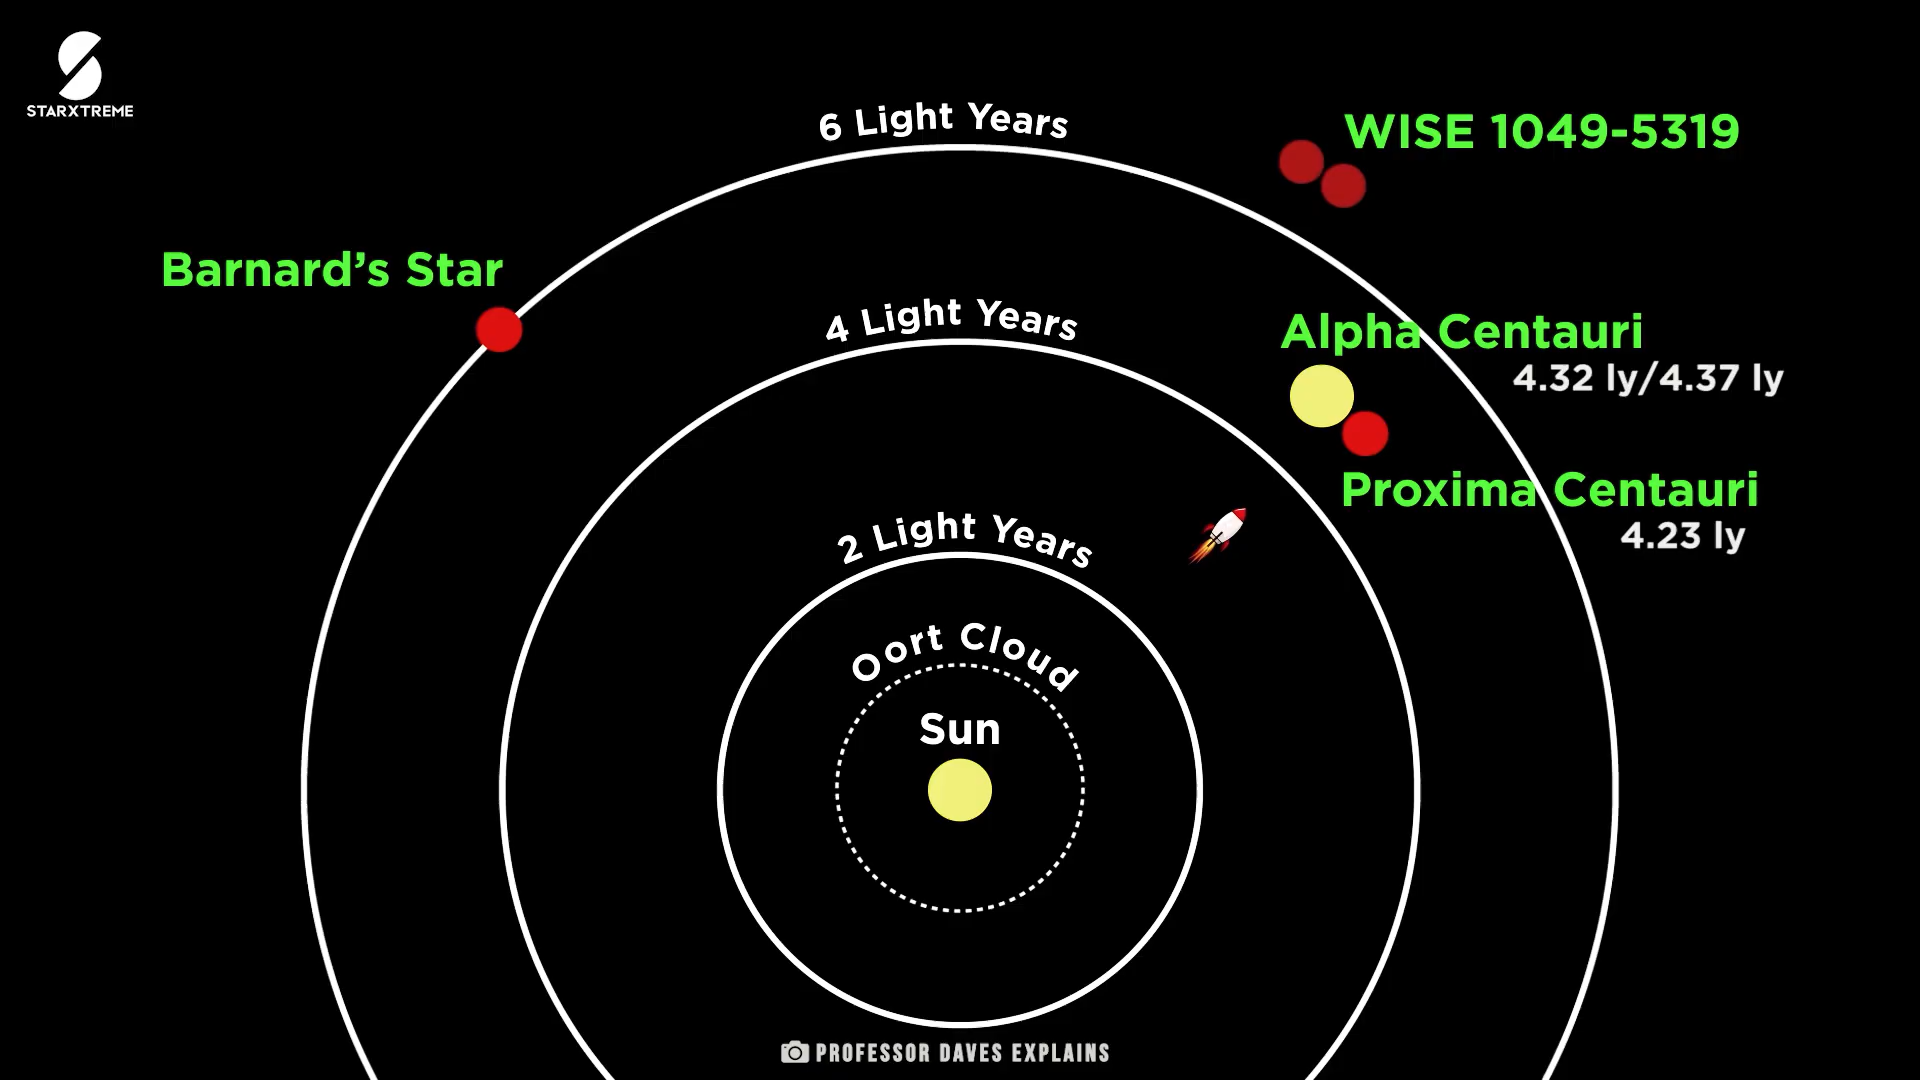 STARXTREME
6 Light Years
WISE 1049-5319
Barnard's Star
4 Light Years
Alpha Centauri
4.32 ly/4.37 ly
Proxima Centauri
4.23 ly
2 Light Years
Oort Cloud
Sun
PROFESSOR DAVES EXPLAINS